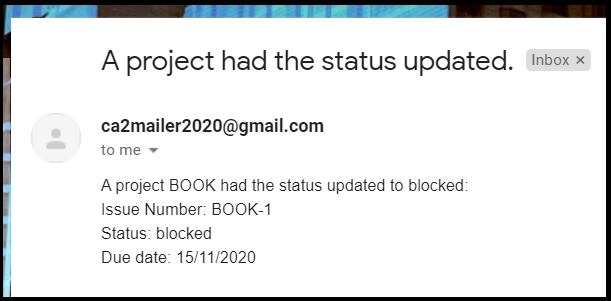 A project had the status updated. Inbox ×
ca2mailer2020@gmail.com
to me
A project BOOK had the status updated to blocked:
Issue Number: BOOK-1
Status: blocked
Due date: 15/11/2020